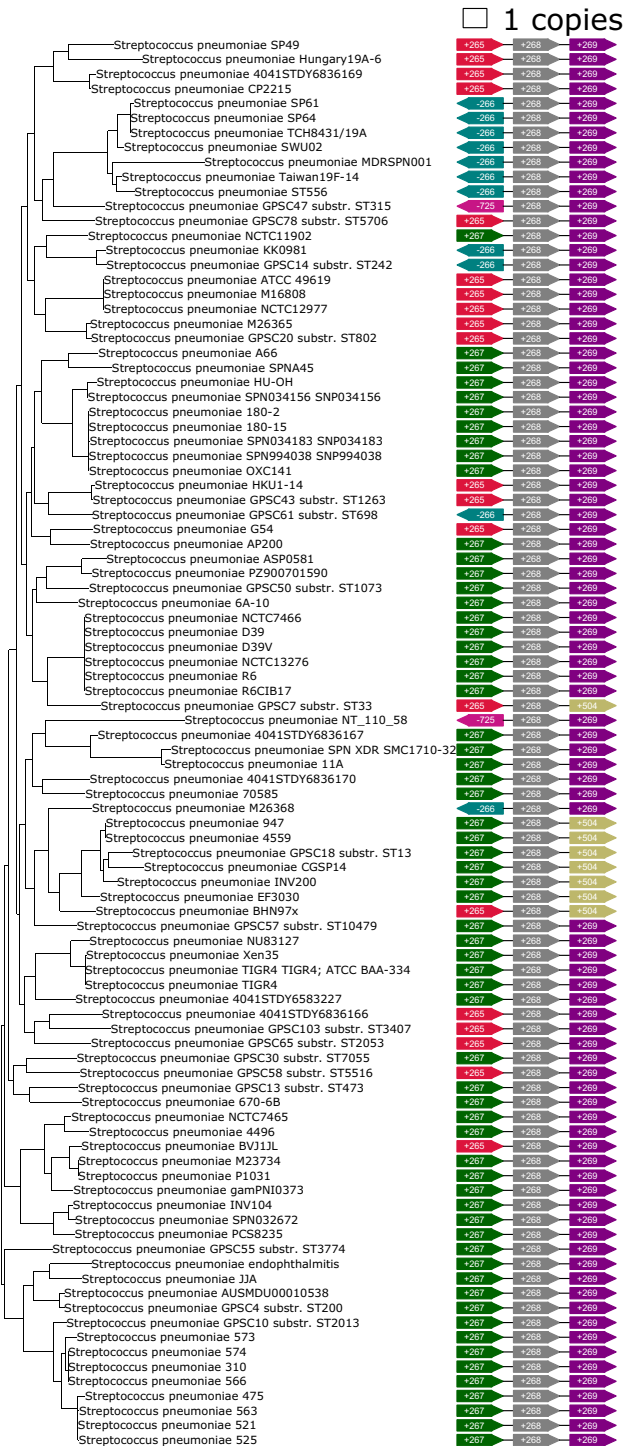 1 copies
Streptococcus pneumoniae SP49 +265 +268 +269
Streptococcus pneumoniae Hungary19A-6 +265 +268 +269
Streptococcus pneumoniae 4041STDY6836169 +265 +268 +269
Streptococcus pneumoniae CP2215 +265 +268 +269
Streptococcus pneumoniae SP61 -266 +268 +269
Streptococcus pneumoniae SP64 -266 +268 +269
Streptococcus pneumoniae TCH8431/19A -266 +268 +269
Streptococcus pneumoniae SWU02 -266 +268 +269
Streptococcus pneumoniae MDRSPN001 -266 +268 +269
Streptococcus pneumoniae Taiwan19F-14 -266 +268 +269
Streptococcus pneumoniae ST556 -266 +268 +269
Streptococcus pneumoniae GPSC47 substr. ST315 -725 +268 +269
Streptococcus pneumoniae GPSC78 substr. ST5706 +265 +268 +269
Streptococcus pneumoniae NCTC11902 +267 +268 +269
Streptococcus pneumoniae KK0981 -266 +268 +269
Streptococcus pneumoniae GPSC14 substr. ST242 -266 +268 +269
Streptococcus pneumoniae ATCC 49619 +265 +268 +269
Streptococcus pneumoniae M16808 +265 +268 +269
Streptococcus pneumoniae NCTC12977 +265 +268 +269
Streptococcus pneumoniae M26365 +265 +268 +269
Streptococcus pneumoniae GPSC20 substr. ST802 +265 +268 +269
Streptococcus pneumoniae A66 +267 +268 +269
Streptococcus pneumoniae SPNA45 +267 +268 +269
Streptococcus pneumoniae HU-OH +267 +268 +269
Streptococcus pneumoniae SPN034156 SNP034156 +267 +268 +269
Streptococcus pneumoniae 180-2 +267 +268 +269
Streptococcus pneumoniae 180-15 +267 +268 +269
Streptococcus pneumoniae SPN034183 SNP034183 +267 +268 +269
Streptococcus pneumoniae SPN994038 SNP994038 +267 +268 +269
Streptococcus pneumoniae OXC141 +267 +268 +269
Streptococcus pneumoniae HKU1-14 +265 +268 +269
Streptococcus pneumoniae GPSC43 substr. ST1263 +265 +268 +269
Streptococcus pneumoniae GPSC61 substr. ST698 -266 +268 +269
Streptococcus pneumoniae G54 +265 +268 +269
Streptococcus pneumoniae AP200 +267 +268 +269
Streptococcus pneumoniae ASP0581 +267 +268 +269
Streptococcus pneumoniae PZ900701590 +267 +268 +269
Streptococcus pneumoniae GPSC50 substr. ST1073 +267 +268 +269
Streptococcus pneumoniae 6A-10 +267 +268 +269
Streptococcus pneumoniae NCTC7466 +267 +268 +269
Streptococcus pneumoniae D39 +267 +268 +269
Streptococcus pneumoniae D39V +267 +268 +269
Streptococcus pneumoniae NCTC13276 +267 +268 +269
Streptococcus pneumoniae R6 +267 +268 +269
Streptococcus pneumoniae R6CIB17 +267 +268 +269
Streptococcus pneumoniae GPSC7 substr. ST33 +265 +268 +504
Streptococcus pneumoniae NT_110_58 -725 +268 +269
Streptococcus pneumoniae 4041STDY6836167 +267 +268 +269
Streptococcus pneumoniae SPN XDR SMC1710-32 +267 +268 +269
Streptococcus pneumoniae 11A +267 +268 +269
Streptococcus pneumoniae 4041STDY6836170 +267 +268 +269
Streptococcus pneumoniae 70585 +267 +268 +269
Streptococcus pneumoniae M26368 -266 +268 +269
Streptococcus pneumoniae 947 +267 +268 +504
Streptococcus pneumoniae 4559 +267 +268 +504
Streptococcus pneumoniae GPSC18 substr. ST13 +267 +268 +504
Streptococcus pneumoniae CGSP14 +267 +268 +504
Streptococcus pneumoniae INV200 +267 +268 +504
Streptococcus pneumoniae EF3030 +267 +268 +504
Streptococcus pneumoniae BHN97x +265 +268 +504
Streptococcus pneumoniae GPSC57 substr. ST10479 +267 +268 +269
Streptococcus pneumoniae NU83127 +267 +268 +269
Streptococcus pneumoniae Xen35 +267 +268 +269
Streptococcus pneumoniae TIGR4 TIGR4; ATCC BAA-334 +267 +268 +269
Streptococcus pneumoniae TIGR4 +267 +268 +269
Streptococcus pneumoniae 4041STDY6583227 +267 +268 +269
Streptococcus pneumoniae 4041STDY6836166 +265 +268 +269
Streptococcus pneumoniae GPSC103 substr. ST3407 +265 +268 +269
Streptococcus pneumoniae GPSC65 substr. ST2053 +265 +268 +269
Streptococcus pneumoniae GPSC30 substr. ST7055 +267 +268 +269
Streptococcus pneumoniae GPSC58 substr. ST5516 +265 +268 +269
Streptococcus pneumoniae GPSC13 substr. ST473 +267 +268 +269
Streptococcus pneumoniae 670-6B +267 +268 +269
Streptococcus pneumoniae NCTC7465 +267 +268 +269
Streptococcus pneumoniae 4496 +267 +268 +269
Streptococcus pneumoniae BVJ1JL +265 +268 +269
Streptococcus pneumoniae M23734 +267 +268 +269
Streptococcus pneumoniae P1031 +267 +268 +269
Streptococcus pneumoniae gamPNI0373 +267 +268 +269
Streptococcus pneumoniae INV104 +267 +268 +269
Streptococcus pneumoniae SPN032672 +267 +268 +269
Streptococcus pneumoniae PCS8235 +267 +268 +269
Streptococcus pneumoniae GPSC55 substr. ST3774 +267 +268 +269
Streptococcus pneumoniae endophthalmitis +267 +268 +269
Streptococcus pneumoniae JJA +267 +268 +269
Streptococcus pneumoniae AUSMDU00010538 +267 +268 +269
Streptococcus pneumoniae GPSC4 substr. ST200 +267 +268 +269
Streptococcus pneumoniae GPSC10 substr. ST2013 +267 +268 +269
Streptococcus pneumoniae 573 +267 +268 +269
Streptococcus pneumoniae 574 +267 +268 +269
Streptococcus pneumoniae 310 +267 +268 +269
Streptococcus pneumoniae 566 +267 +268 +269
Streptococcus pneumoniae 475 +267 +268 +269
Streptococcus pneumoniae 563 +267 +268 +269
Streptococcus pneumoniae 521 +267 +268 +269
Streptococcus pneumoniae 525 +267 +268 +269